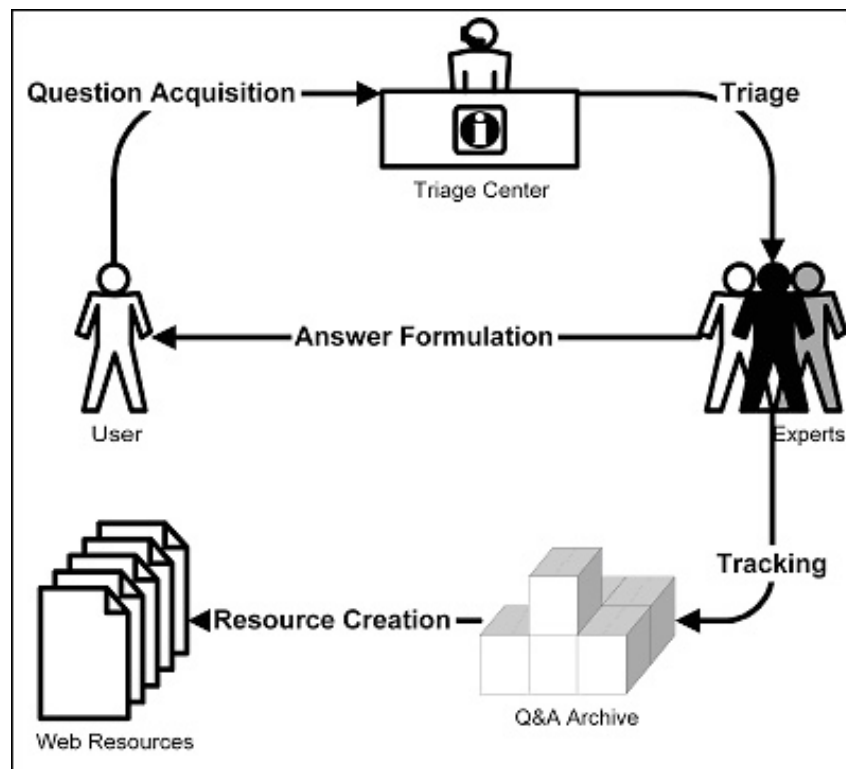 Question Acquisition
Triage
i
Triage Center
Answer Formulation
User
Experts
Tracking
Resource Creation
Q&A Archive
Web Resources